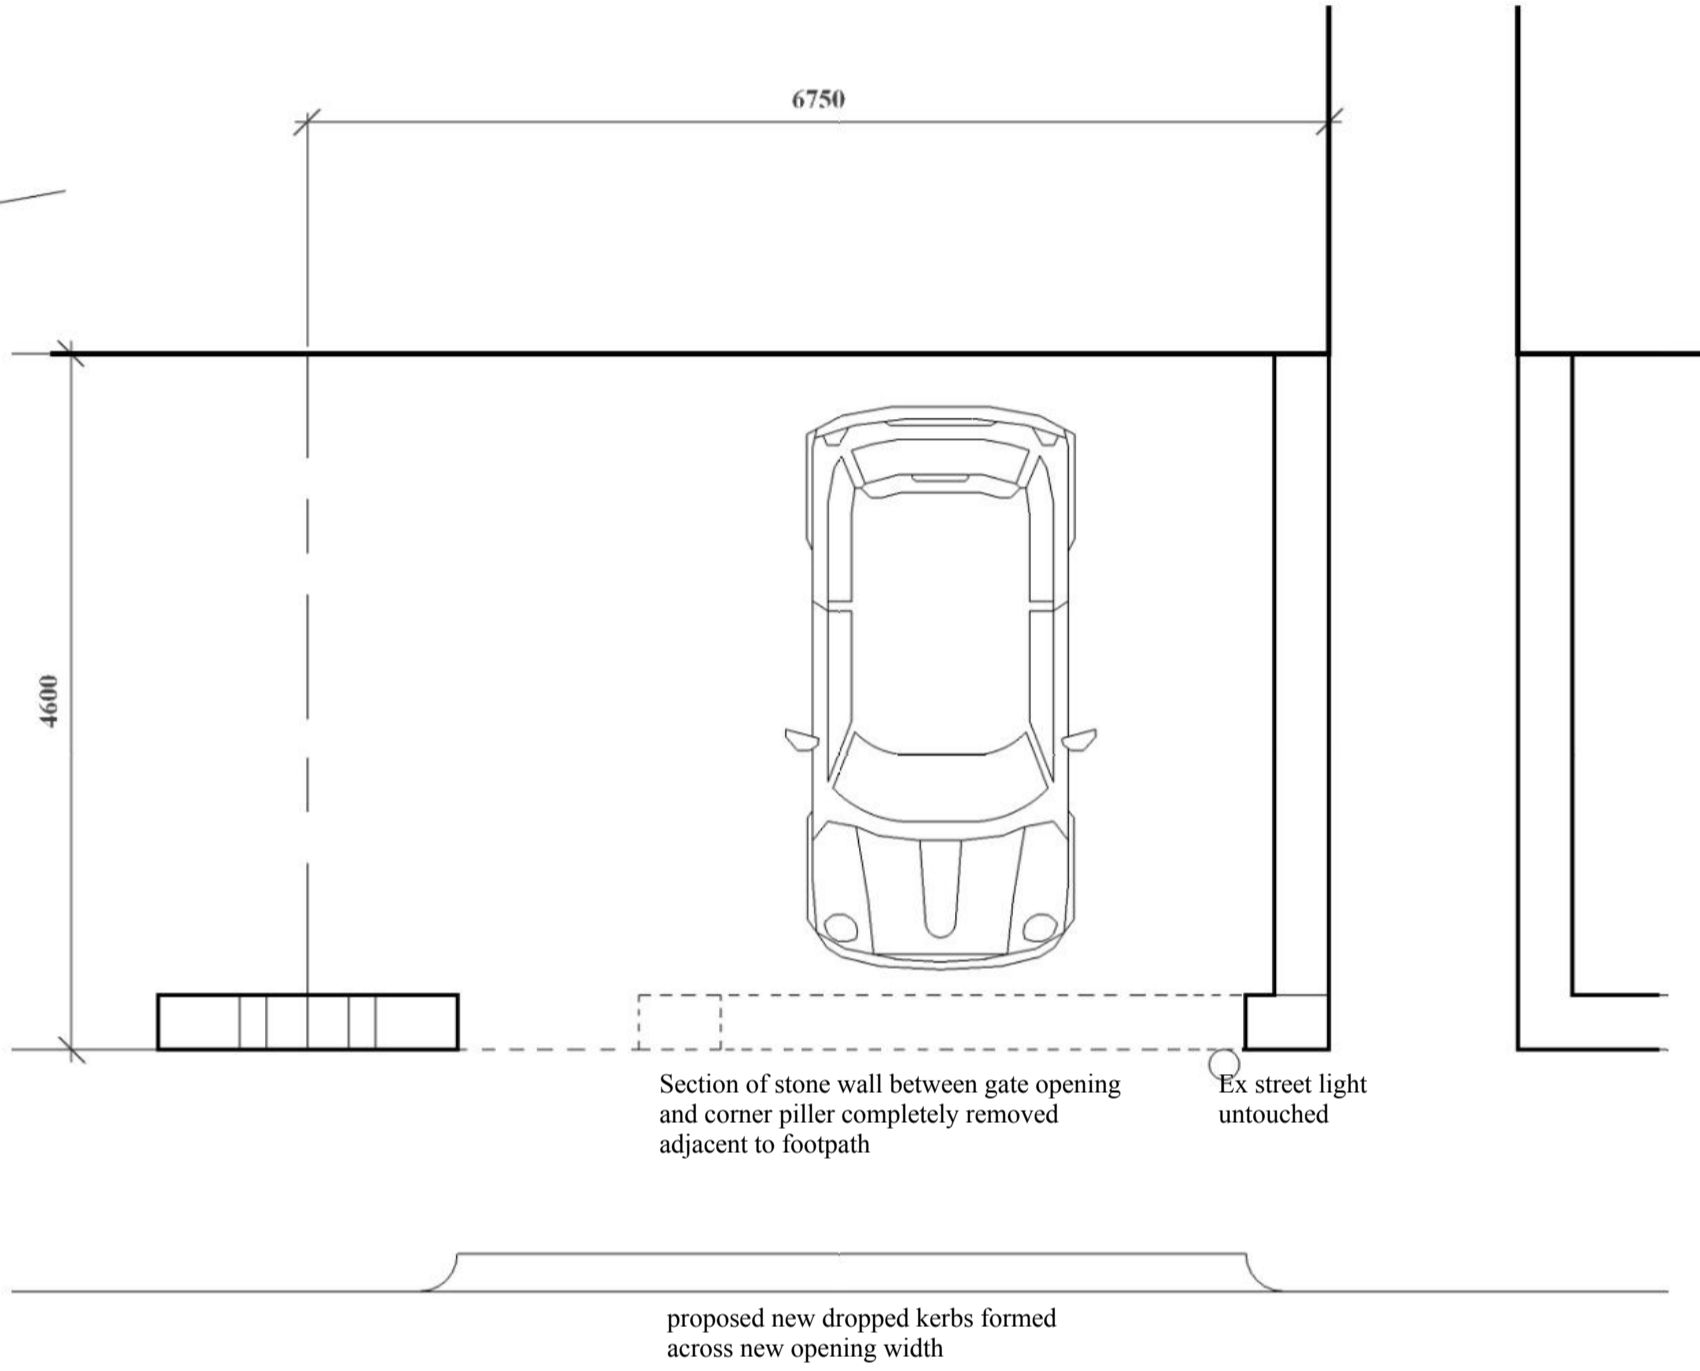 6750
4600
Section of stone wall between gate opening
and corner piller completely removed
adjacent to footpath
Ex street light
untouched
proposed new dropped kerbs formed
across new opening width